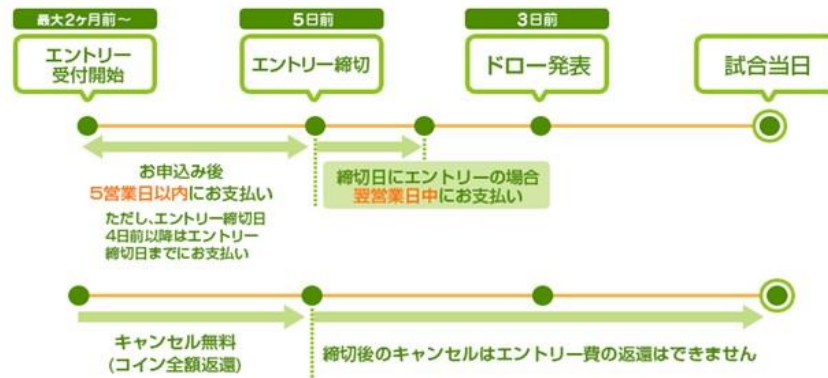 最大2ヶ月前～
5日前
3日前
エントリー
受付開始
エントリー締切
ドロー発表
試合当日
お申込み後
5営業日以内にお支払い
ただし、エントリー締切日
4日前以降はエントリー
締切日までにお支払い
締切日にエントリーの場合
翌営業日中にお支払い
キャンセル無料
(コイン全額返還)
締切後のキャンセルはエントリー費の返還はできません